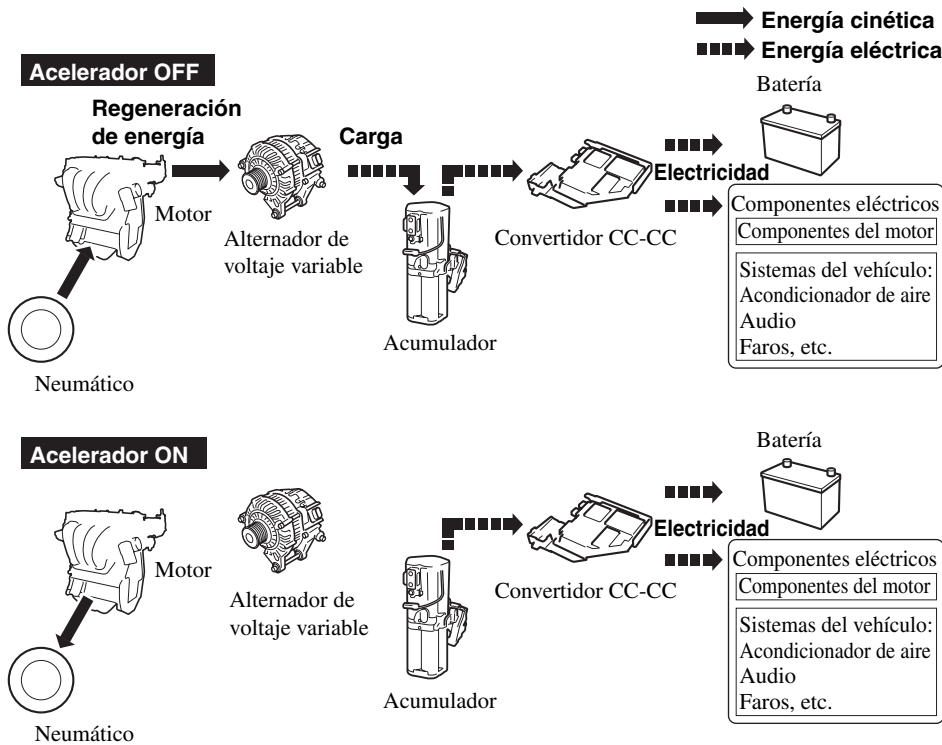 Energía cinética
Energía eléctrica
Acelerador OFF
Batería
Regeneración
de energía
Carga
Electricidad
Motor
Componentes eléctricos
Componentes del motor
Alternador de
voltaje variable
Convertidor CC-CC
Sistemas del vehículo:
Acondicionador de aire
Audio
Faros, etc.
Acumulador
Neumático
Acelerador ON
Batería
Electricidad
Motor
Componentes eléctricos
Componentes del motor
Alternador de
voltaje variable
Convertidor CC-CC
Sistemas del vehículo:
Acondicionador de aire
Audio
Faros, etc.
Acumulador
Neumático